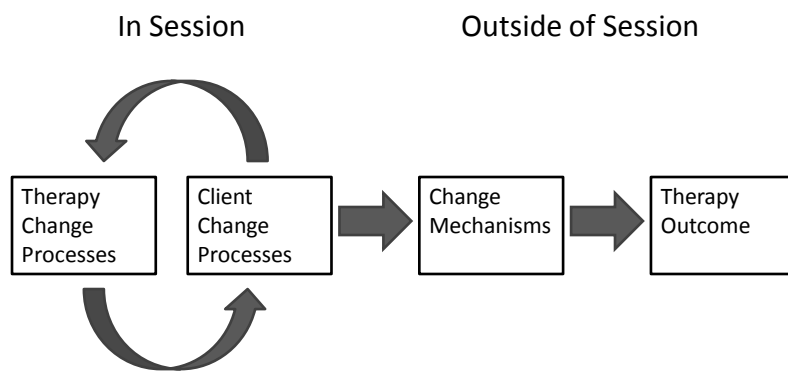 In Session
Outside of Session
Therapy
Change
Processes
Client
Change
Processes
Change
Mechanisms
Therapy
Outcome